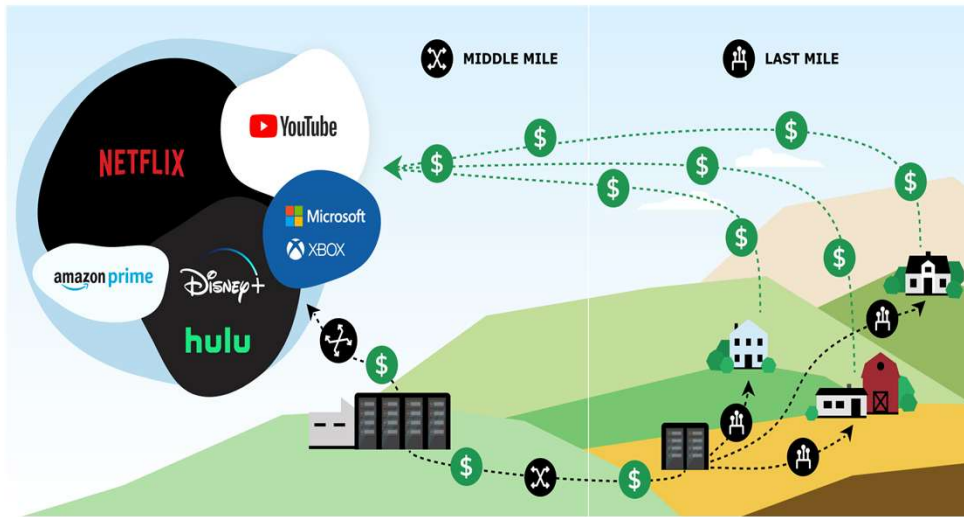 MIDDLE MILE
LAST MILE
NETFLIX
YouTube
Microsoft
XBOX
amazon prime
Disney+
hulu
$
$
$
$
$
$
$
$
$
$
$
$